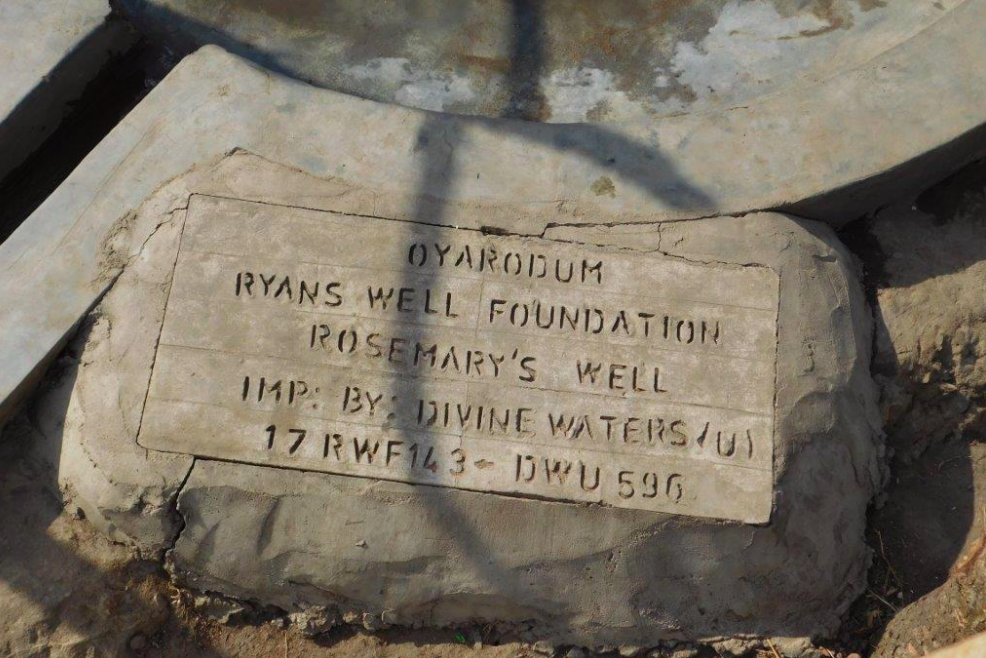 OYARODUM
RYANS WELL FOUNDATION
ROSEMARY'S WELL
IMP: BY: DIVINE WATERS (U)
17 RWF143- DWU 596